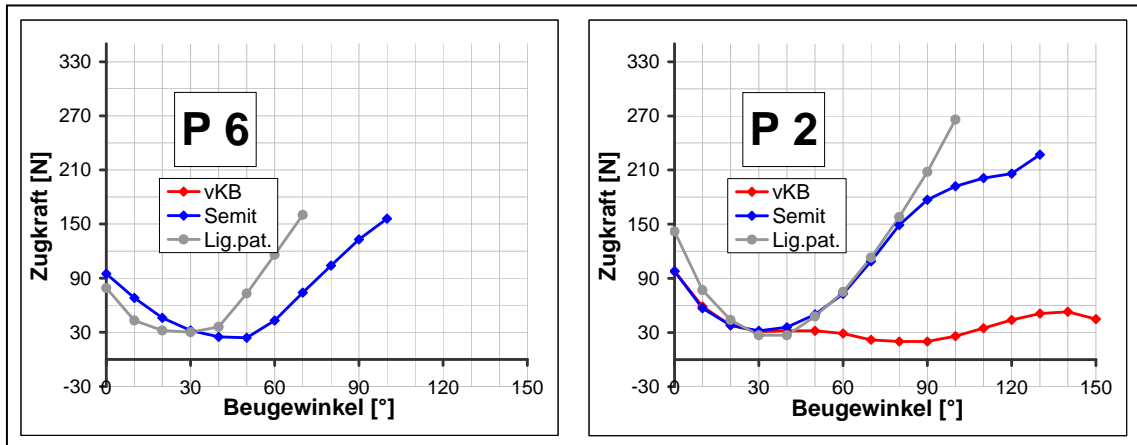 P 6
Zugkraft [N]
330
270
210
150
90
30
-30
vKB
Semit
Lig.pat.
0 30 60 90 120 150
Beugewinkel [°]
P 2
Zugkraft [N]
330
270
210
150
90
30
-30
vKB
Semit
Lig.pat.
0 30 60 90 120 150
Beugewinkel [°]